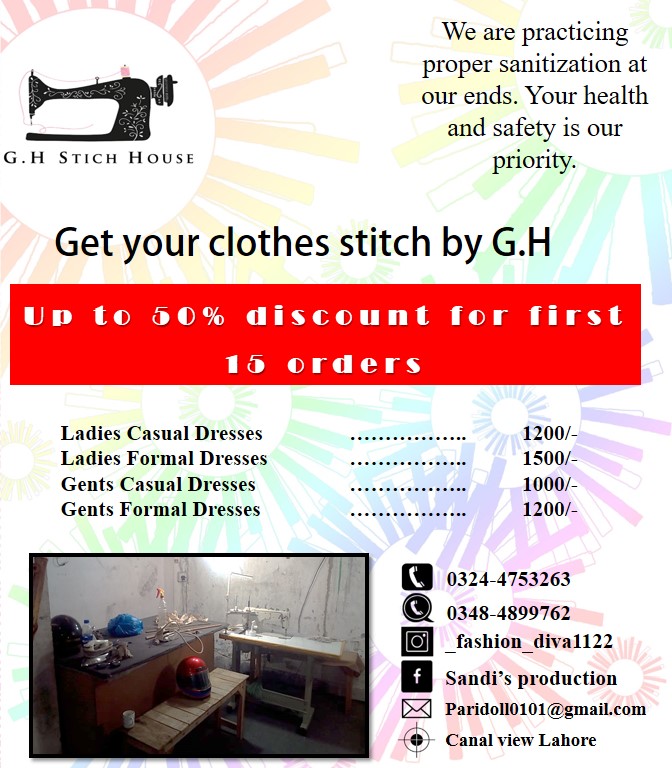 We are practicing
proper sanitization at
our ends. Your health
and safety is our
priority.
G.H Stich House
Get your clothes stitch by G.H
Up to 50% discount for first
15 orders
Ladies Casual Dresses ……………….. 1200/-
Ladies Formal Dresses ……………….. 1500/-
Gents Casual Dresses ……………….. 1000/-
Gents Formal Dresses ……………….. 1200/-
0324-4753263
0348-4899762
_fashion_diva1122
Sandi's production
Paridoll0101@gmail.com
Canal view Lahore